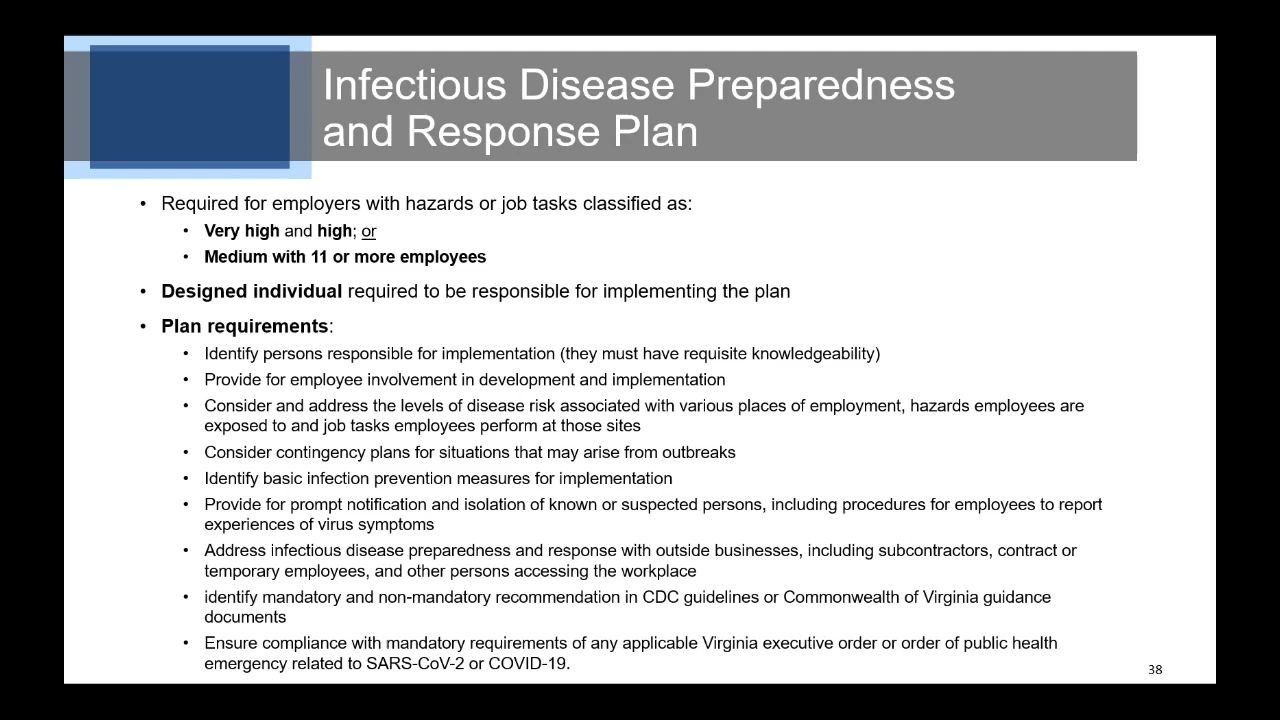 Infectious Disease Preparedness
and Response Plan
• Required for employers with hazards or job tasks classified as:
• Very high and high; or
• Medium with 11 or more employees
• Designed individual required to be responsible for implementing the plan
• Plan requirements:
• Identify persons responsible for implementation (they must have requisite knowledgeability)
• Provide for employee involvement in development and implementation
• Consider and address the levels of disease risk associated with various places of employment, hazards employees are
exposed to and job tasks employees perform at those sites
• Consider contingency plans for situations that may arise from outbreaks
• Identify basic infection prevention measures for implementation
• Provide for prompt notification and isolation of known or suspected persons, including procedures for employees to report
experiences of virus symptoms
• Address infectious disease preparedness and response with outside businesses, including subcontractors, contract or
temporary employees, and other persons accessing the workplace
• identify mandatory and non-mandatory recommendation in CDC guidelines or Commonwealth of Virginia guidance
documents
• Ensure compliance with mandatory requirements of any applicable Virginia executive order or order of public health
emergency related to SARS-CoV-2 or COVID-19.
38